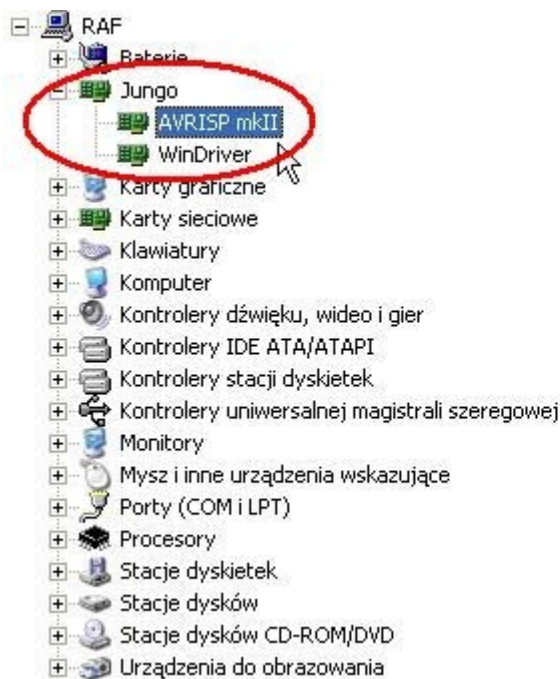 RAF
Baterie
Jungo
AVRISP mkII
WinDriver
Karty graficzne
Karty sieciowe
Klawiatury
Komputer
Kontrolery dźwięku, wideo i gier
Kontrolery IDE ATA/ATAPI
Kontrolery stacji dyskietek
Kontrolery uniwersalnej magistrali szeregowej
Monitory
Mysz i inne urządzenia wskazujące
Porty (COM i LPT)
Procesory
Stacje dyskietek
Stacje dysków
Stacje dysków CD-ROM/DVD
Urządzenia do obrazowania